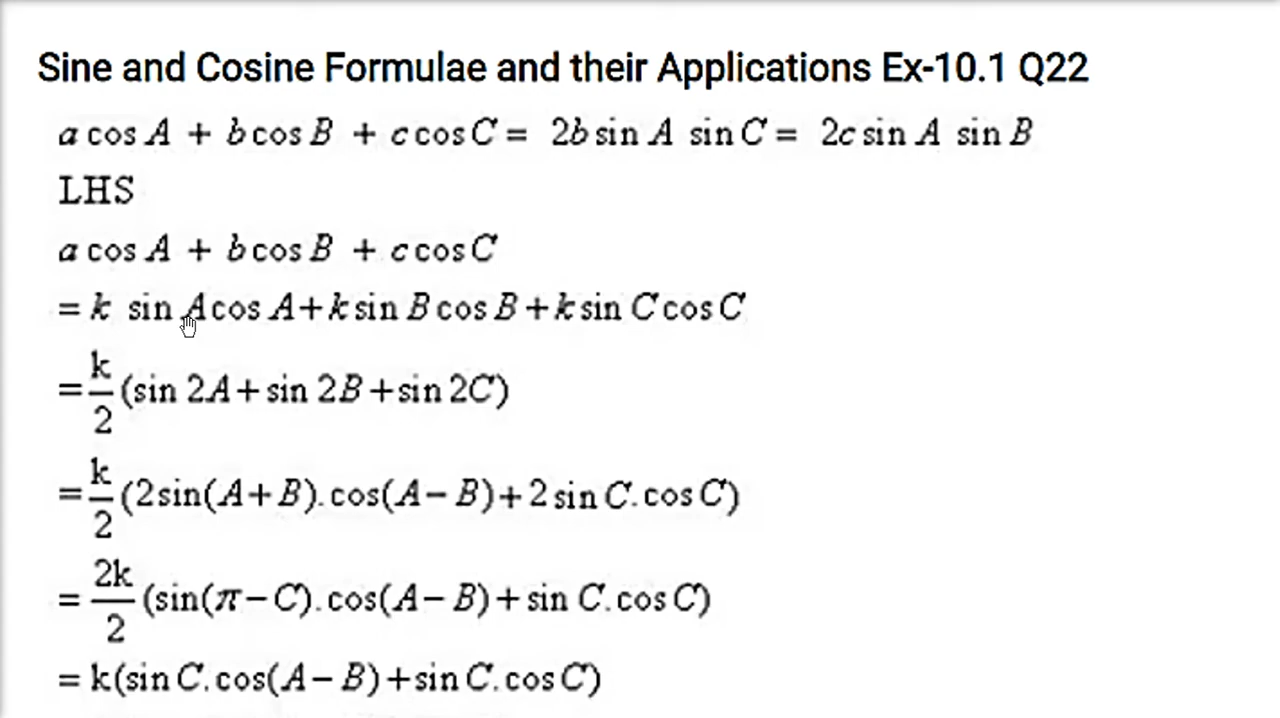 Sine and Cosine Formulae and their Applications Ex-10.1 Q22
a cos A + b cos B + c cos C = 2b sin A sin C = 2c sin A sin B
LHS
a cos A + b cos B + c cos C
= k sin A cos A + k sin B cos B + k sin C cos C
= k/2 (sin 2A + sin 2B + sin 2C)
= k/2 (2 sin(A + B). cos(A − B) + 2 sin C. cos C)
= 2k/2 (sin(π − C). cos(A − B) + sin C. cos C)
= k(sin C. cos(A − B) + sin C. cos C)